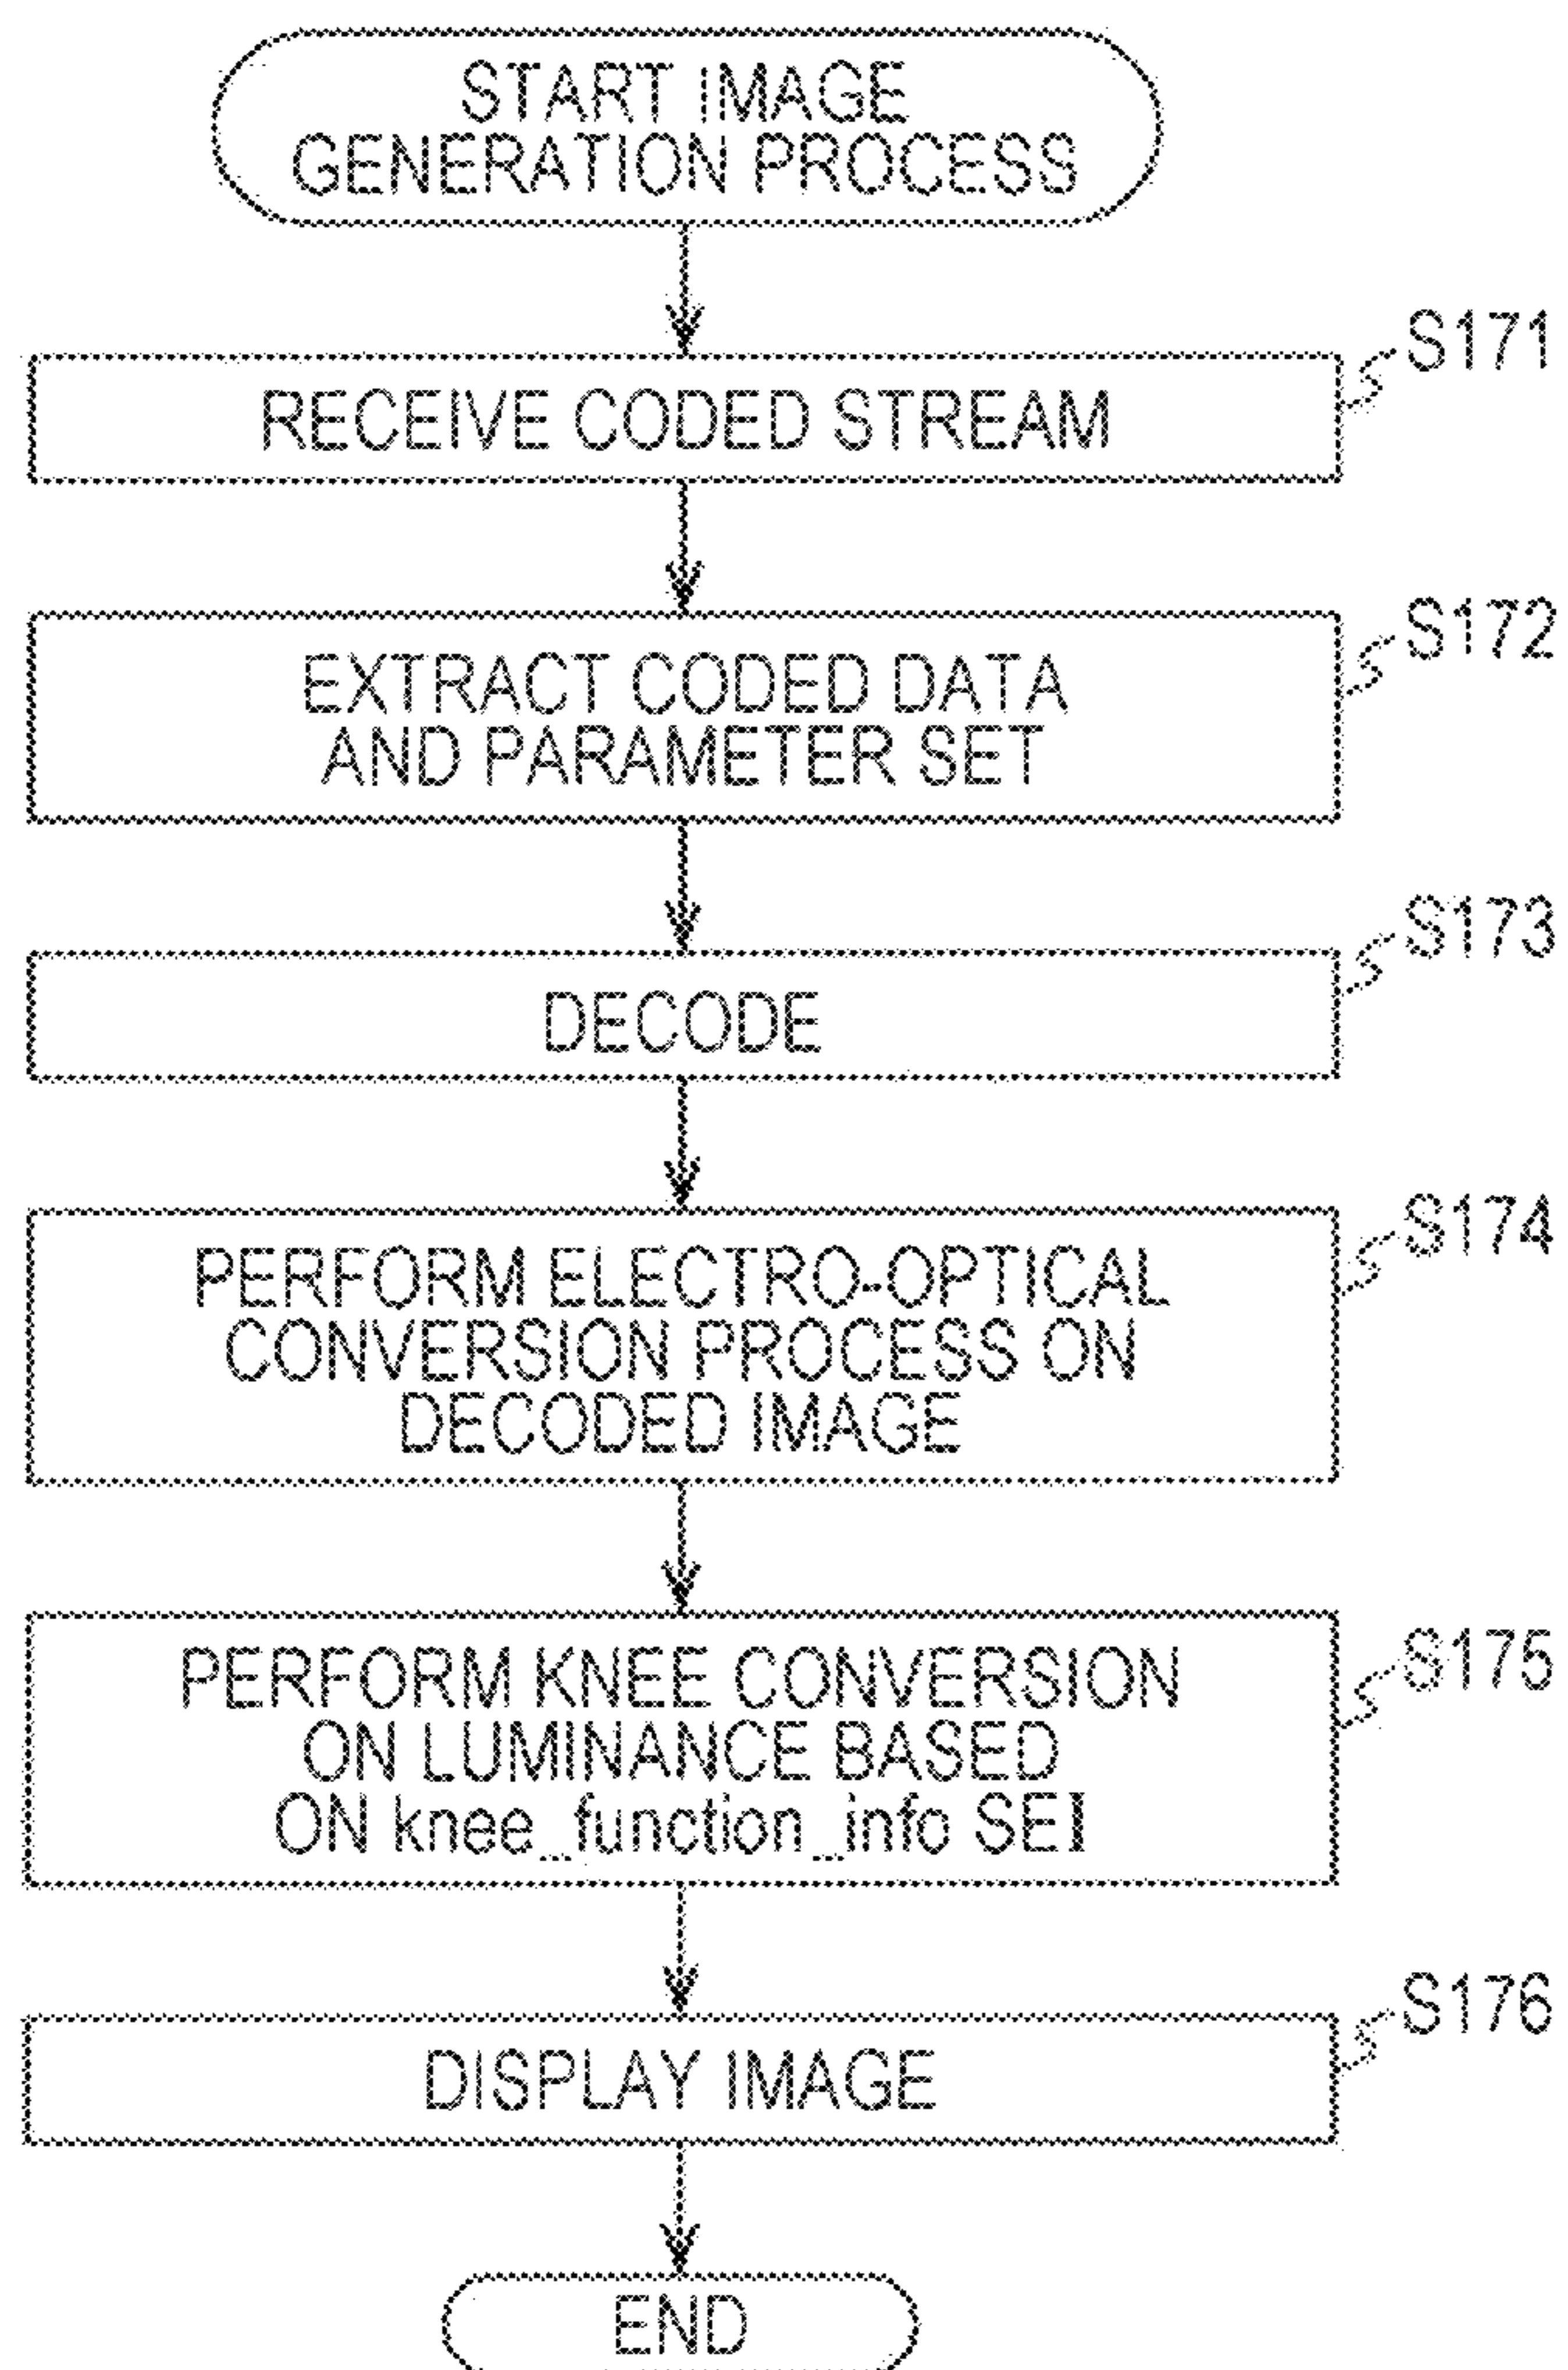 START IMAGE
GENERATION PROCESS
S171
RECEIVE CODED STREAM
S172
EXTRACT CODED DATA
AND PARAMETER SET
S173
DECODE
S174
PERFORM ELECTRO-OPTICAL
CONVERSION PROCESS ON
DECODED IMAGE
S175
PERFORM KNEE CONVERSION
ON LUMINANCE BASED
ON knee_function_info SEI
S176
DISPLAY IMAGE
END